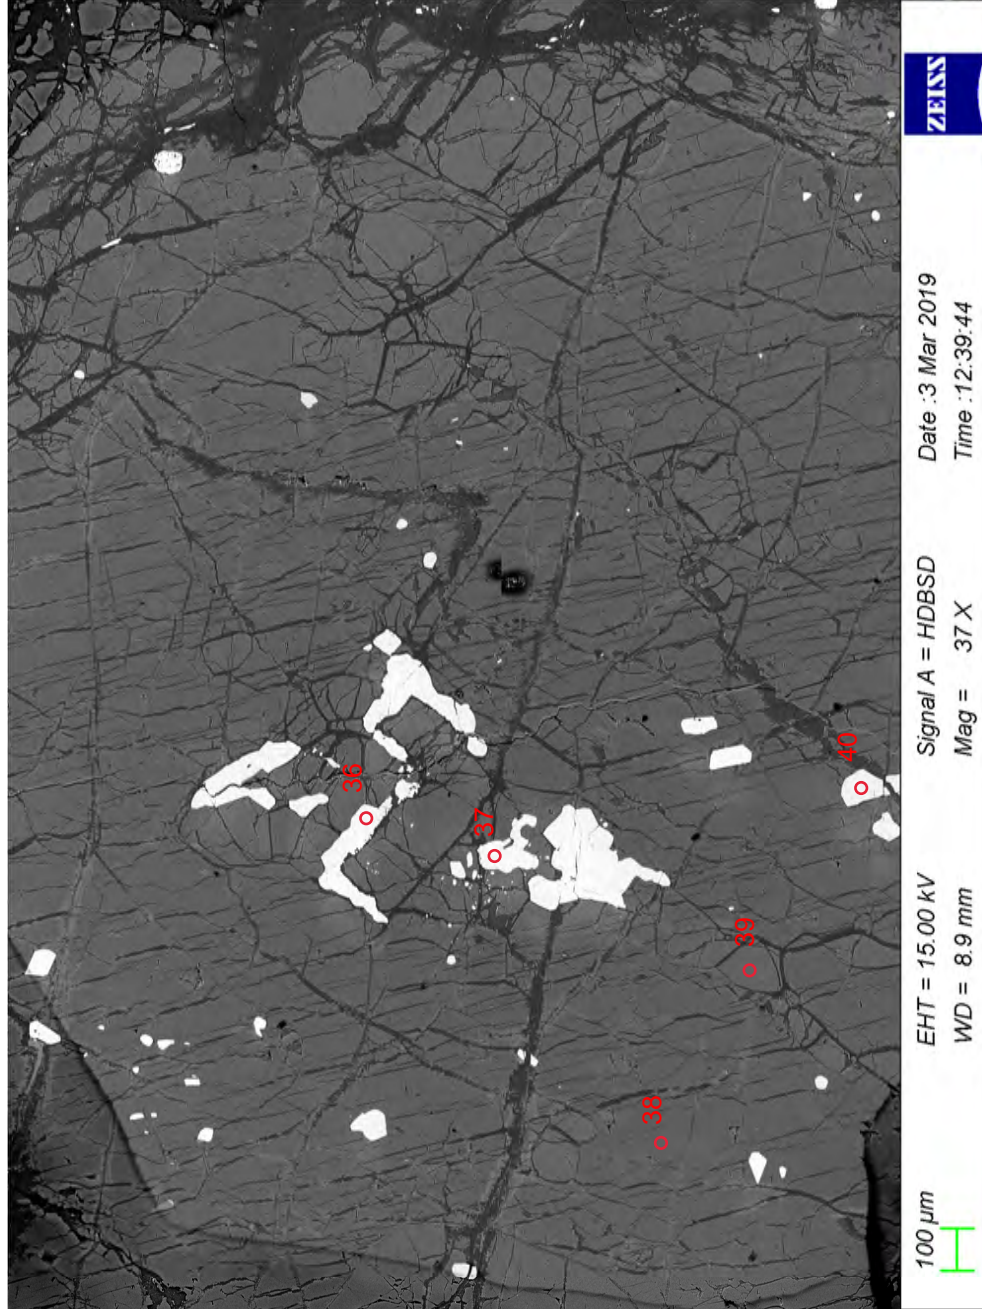 36
37
38
39
40
100 µm
EHT = 15.00 kV
Signal A = HDBSD
Date :3 Mar 2019
WD = 8.9 mm
Mag = 37 X
Time :12:39:44
ZEISS